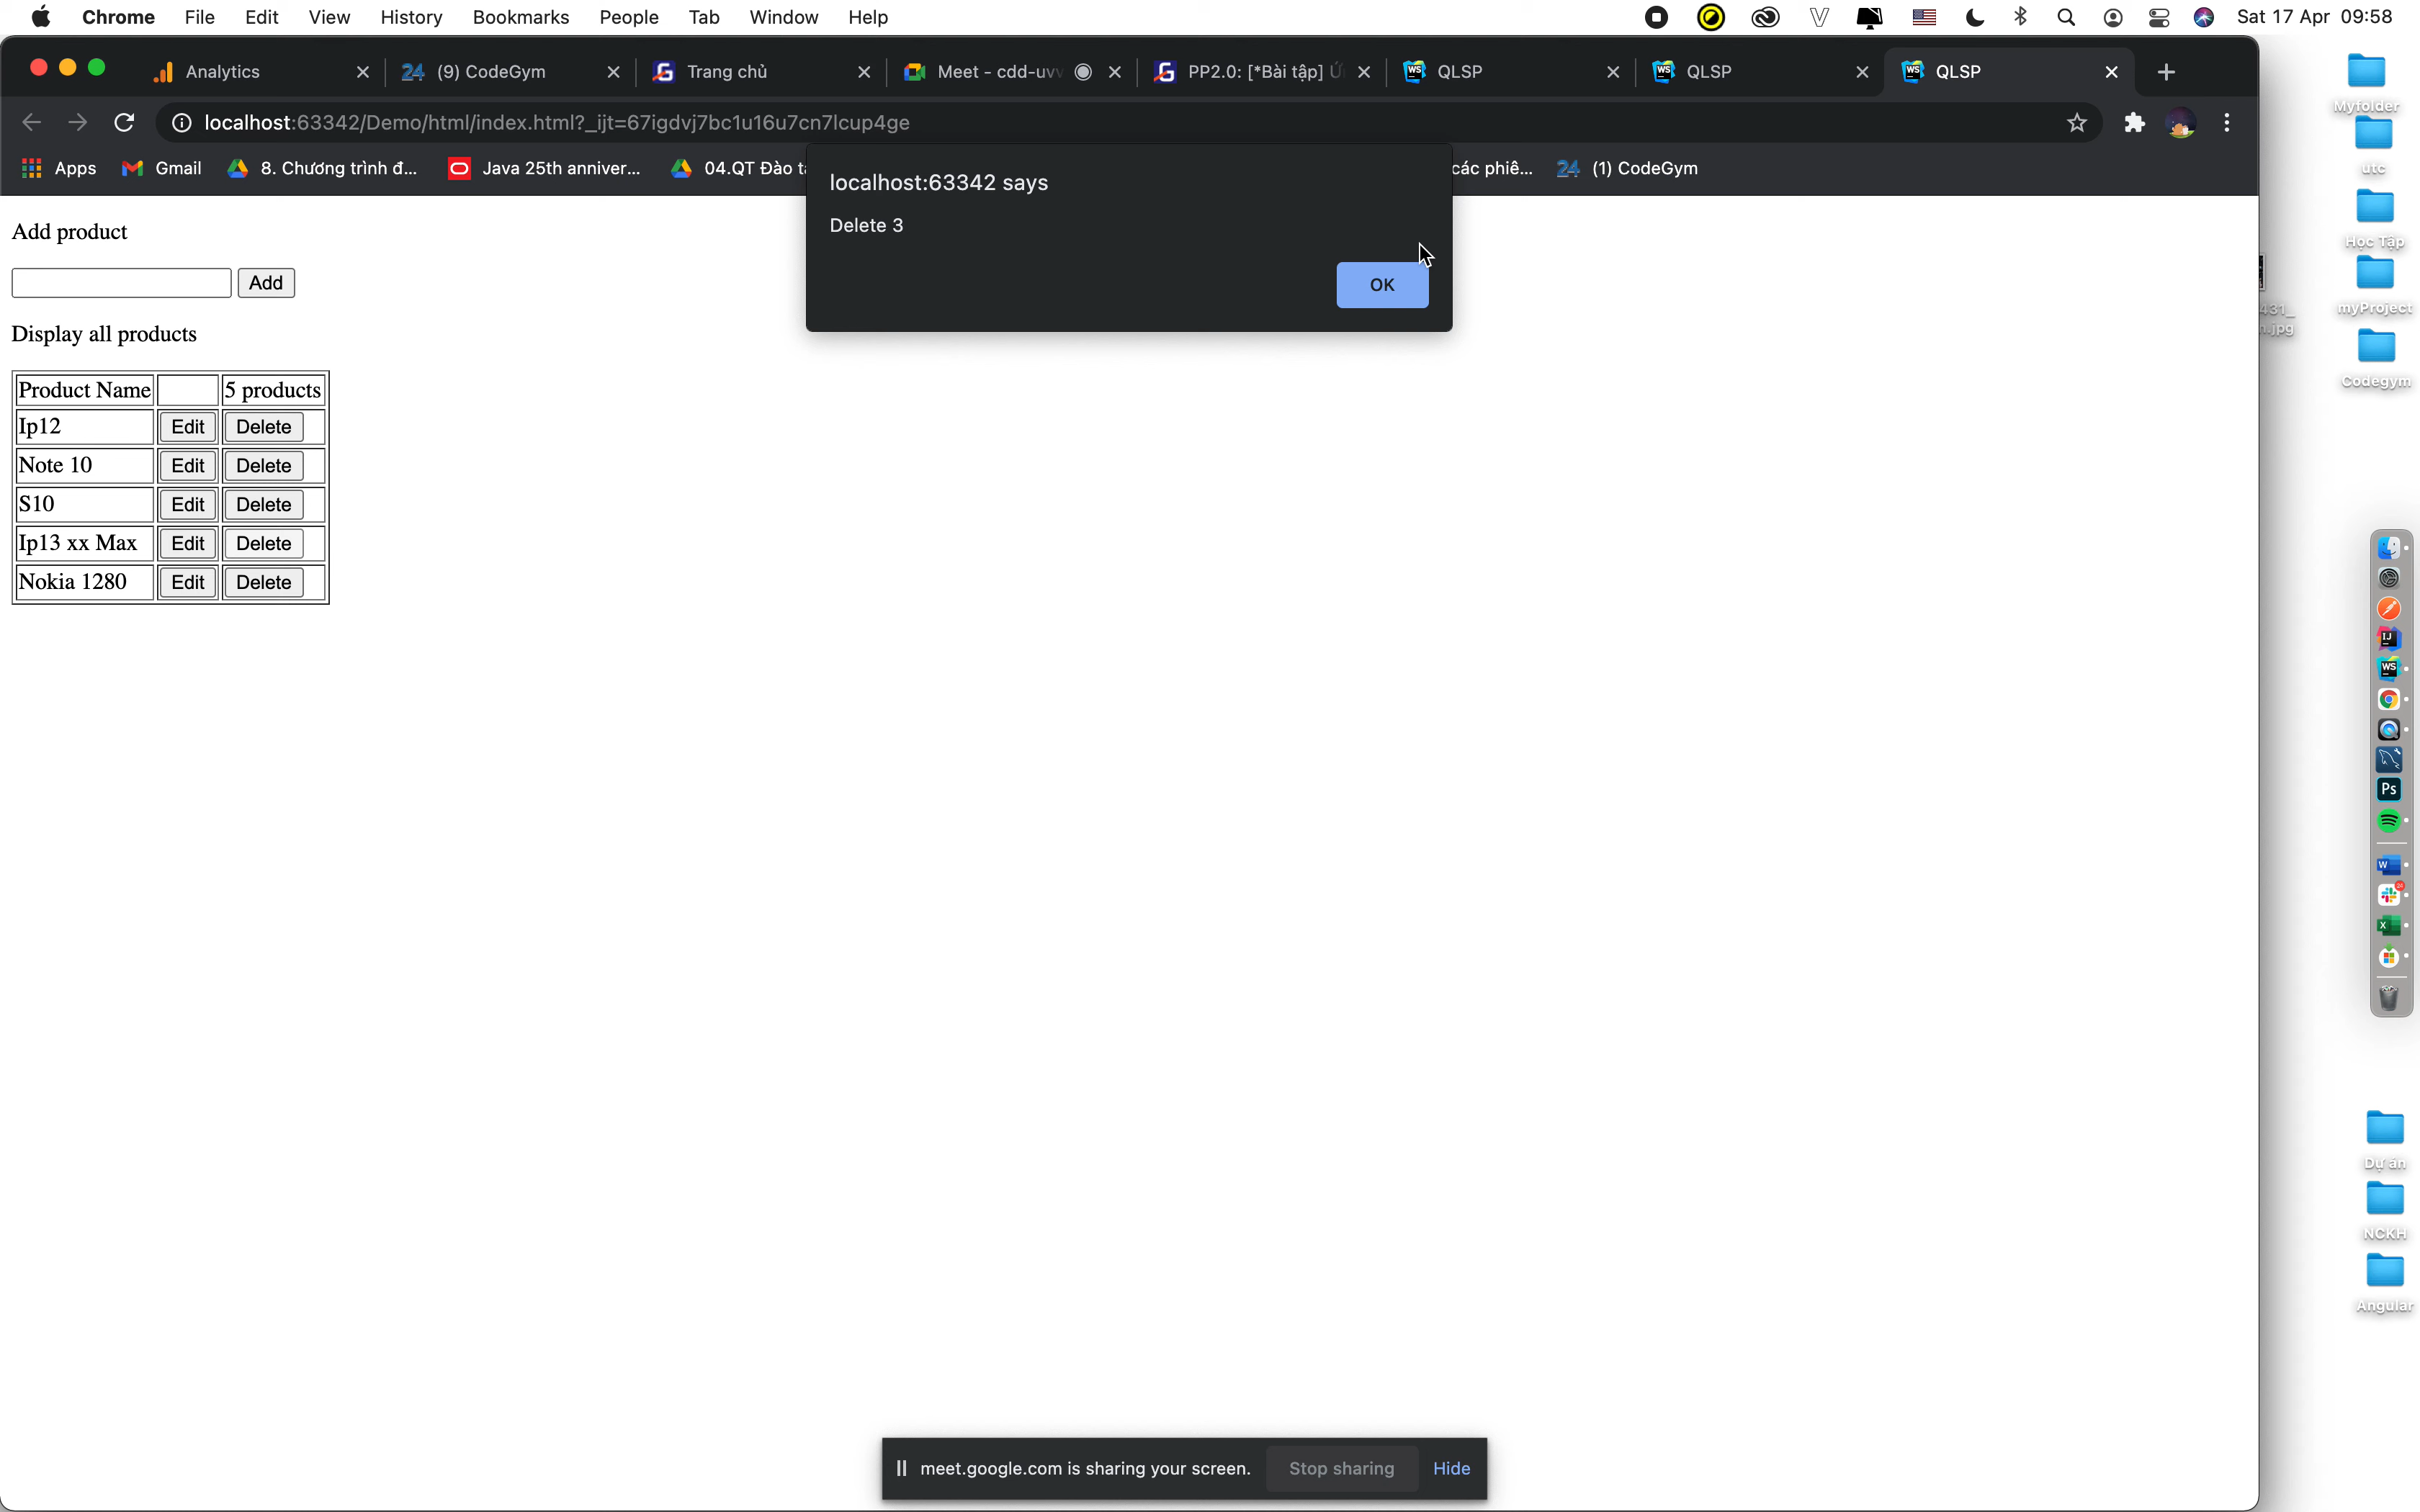 Chrome File Edit View History Bookmarks People Tab Window Help Sat 17 Apr 09:58
Analytics (9) CodeGym Trang chủ Meet - cdd-uvv PP2.0: [*Bài tập] QLSP QLSP QLSP
localhost:63342/Demo/html/index.html?_ijt=67igdvj7bc1u16u7cn7lcup4ge
Apps Gmail 8. Chương trình đ... Java 25th anniver... 04.QT Đào các phiê... 24 (1) CodeGym
localhost:63342 says
Delete 3
OK
Add product
Add
Display all products
Product Name 5 products
Ip12 Edit Delete
Note 10 Edit Delete
S10 Edit Delete
Ip13 xx Max Edit Delete
Nokia 1280 Edit Delete
meet.google.com is sharing your screen. Stop sharing Hide
Myfolder
utc
Học Tập
431_
.jpg
myProject
Codegym
Dự án
NCKH
Angular